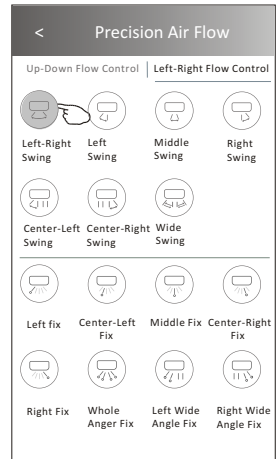 < Precision Air Flow
Up-Down Flow Control Left-Right Flow Control
Left-Right Swing
Left Swing
Middle Swing
Right Swing
Center-Left Swing
Center-Right Swing
Wide Swing
Left fix
Center-Left Fix
Middle Fix
Center-Right Fix
Right Fix
Whole Anger Fix
Left Wide Angle Fix
Right Wide Angle Fix